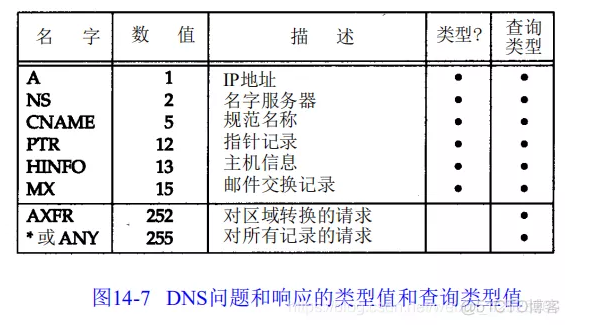 名 字 数 值 描 述 类型? 查询类型
A 1 IP地址 • •
NS 2 名字服务器 • •
CNAME 5 规范名称 • •
PTR 12 指针记录 • •
HINFO 13 主机信息 • •
MX 15 邮件交换记录 • •
AXFR 252 对区域转换的请求 •
* 或 ANY 255 对所有记录的请求 •
图14-7 DNS问题和响应的类型值和查询类型值
@51CTO博客